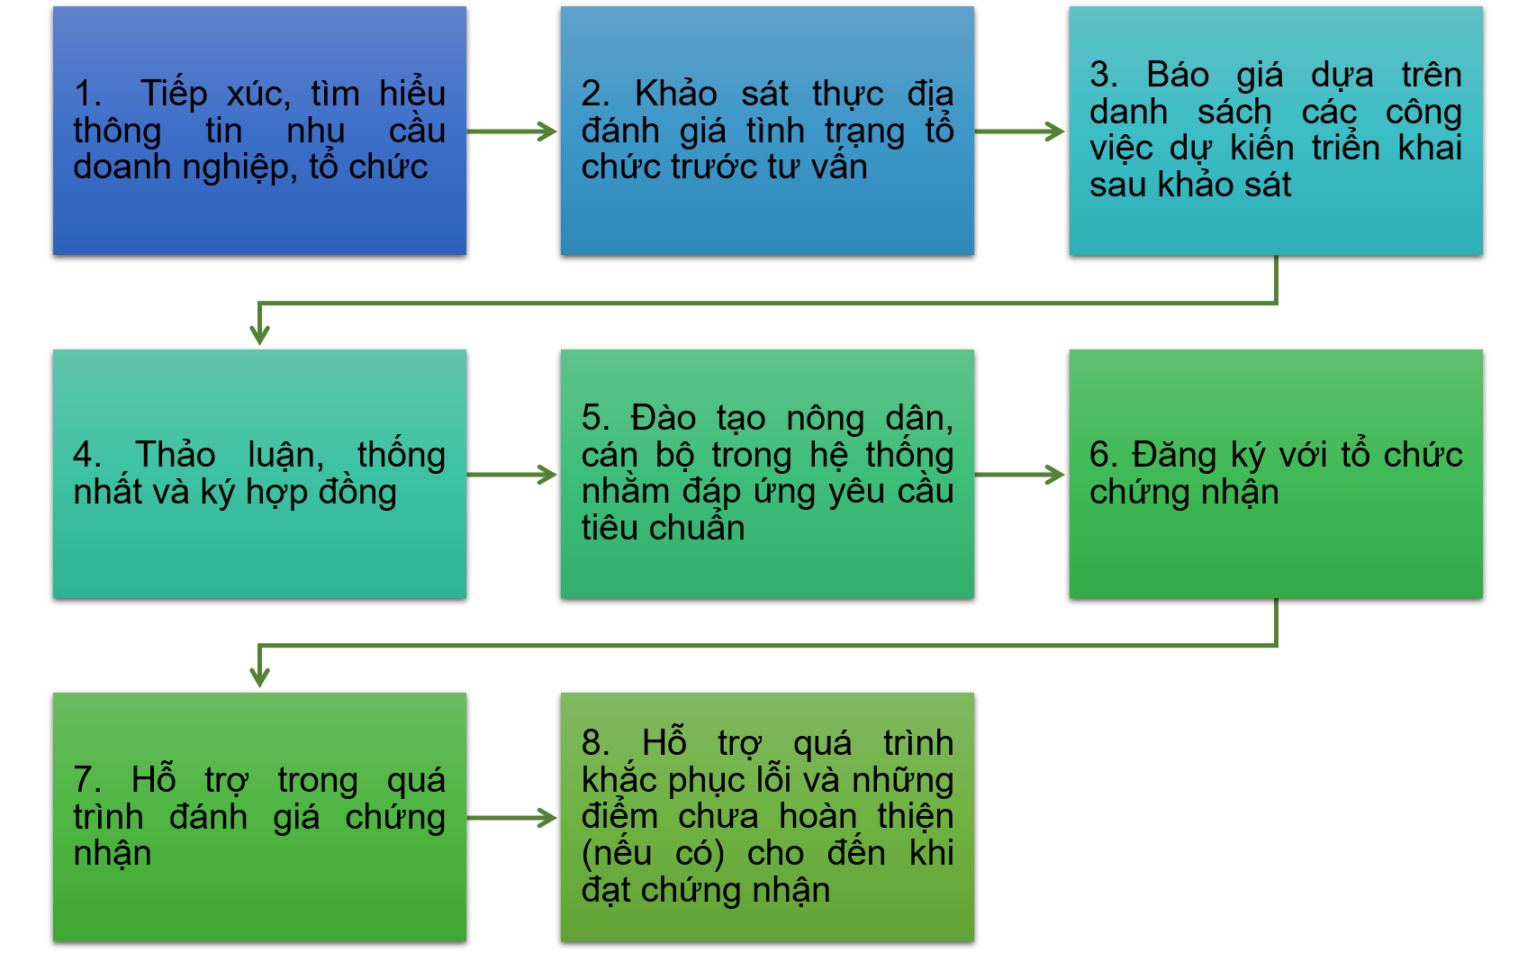 1. Tiếp xúc, tìm hiểu
thông tin nhu cầu
doanh nghiệp, tổ chức
2. Khảo sát thực địa
đánh giá tình trạng tổ
chức trước tư vấn
3. Báo giá dựa trên
danh sách các công
việc dự kiến triển khai
sau khảo sát
4. Thảo luận, thống
nhất và ký hợp đồng
5. Đào tạo nông dân,
cán bộ trong hệ thống
nhằm đáp ứng yêu cầu
tiêu chuẩn
6. Đăng ký với tổ chức
chứng nhận
7. Hỗ trợ trong quá
trình đánh giá chứng
nhận
8. Hỗ trợ quá trình
khắc phục lỗi và những
điểm chưa hoàn thiện
(nếu có) cho đến khi
đạt chứng nhận